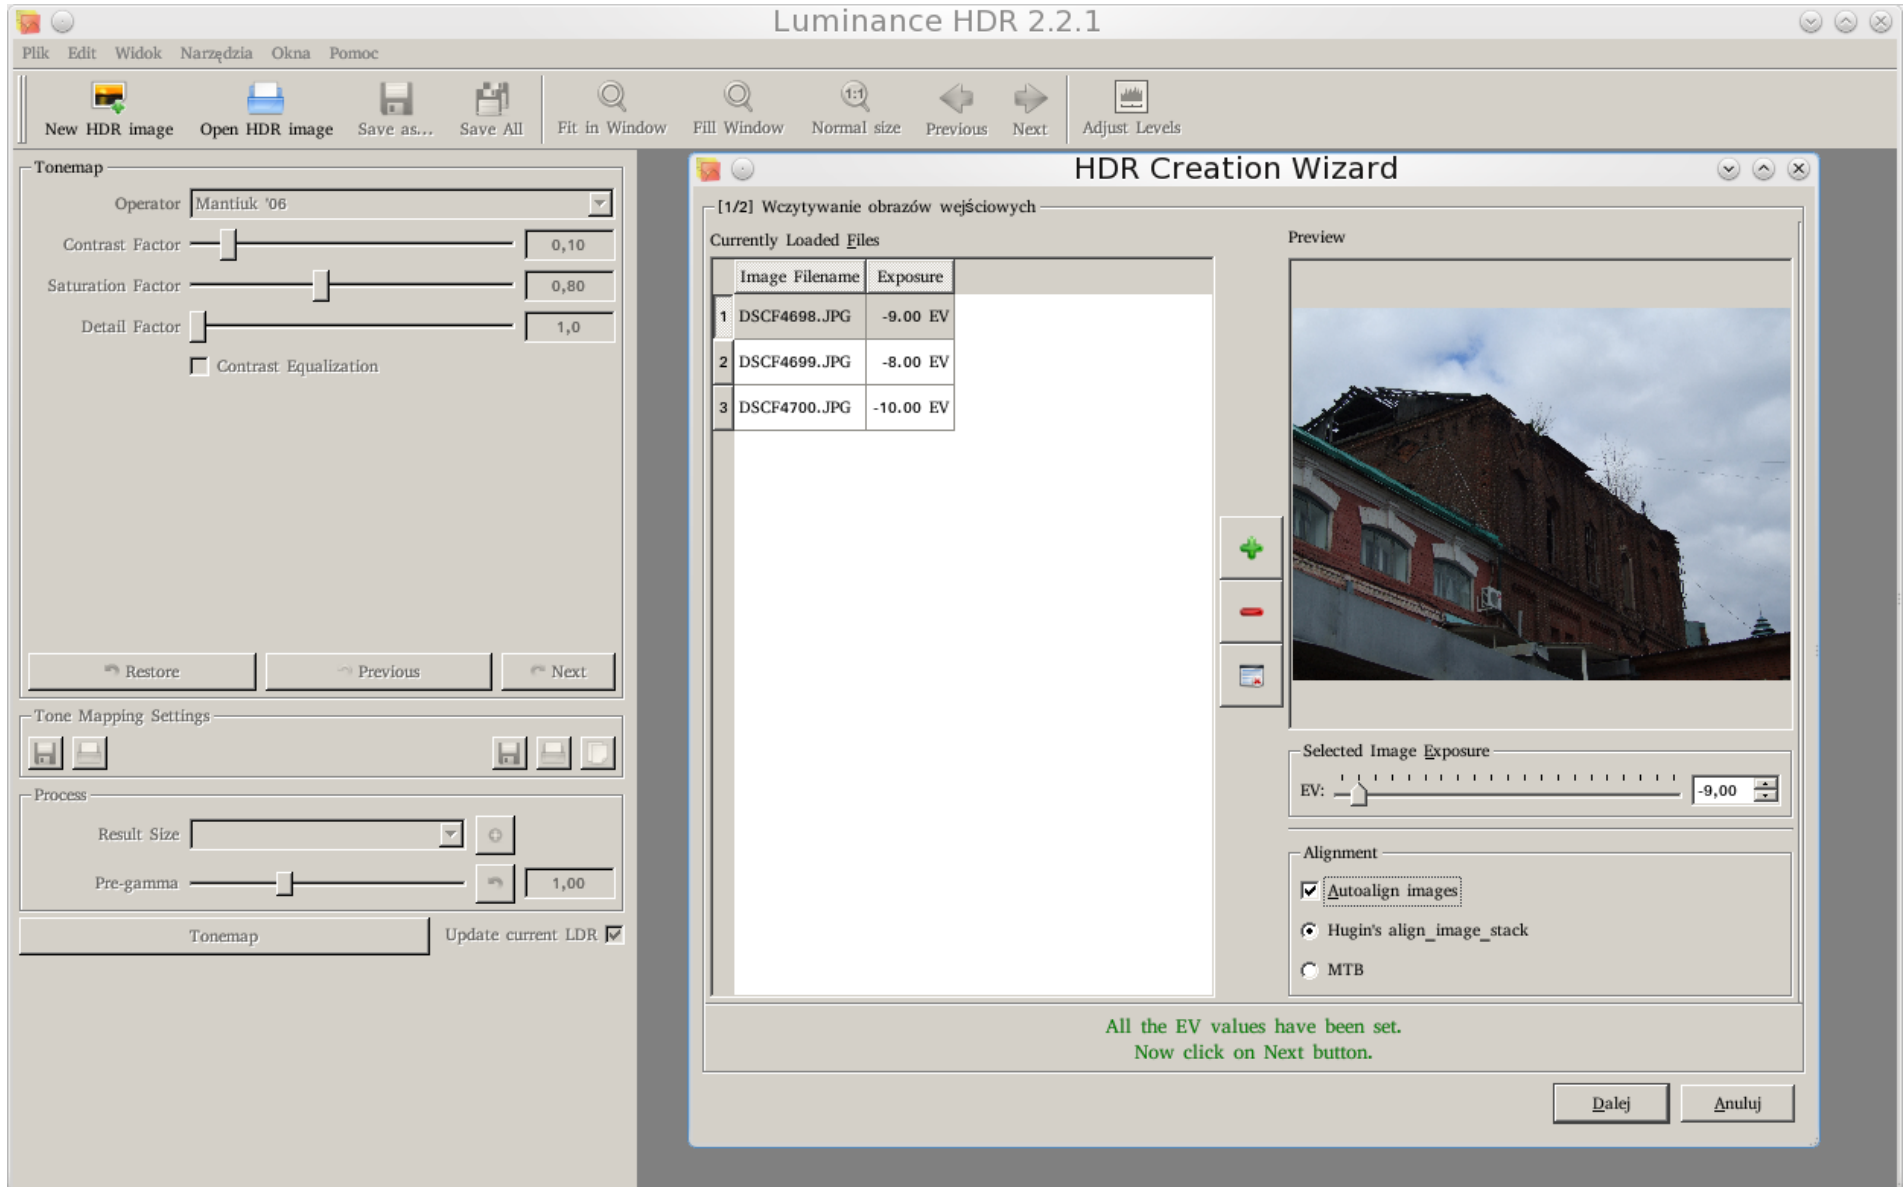 Luminance HDR 2.2.1
Plik Edit Widok Narzędzia Okna Pomoc
New HDR image Open HDR image Save as... Save All Fit in Window Fill Window 1:1 Normal size Previous Next Adjust Levels
Tonemap
Operator Mantiuk '06
Contrast Factor 0,10
Saturation Factor 0,80
Detail Factor 1,0
Contrast Equalization
Restore Previous Next
Tone Mapping Settings
Process
Result Size
Pre-gamma 1,00
Tonemap Update current LDR
HDR Creation Wizard
[1/2] Wczytywanie obrazów wejściowych
Currently Loaded Files
Image Filename Exposure
1 DSCF4698.JPG -9.00 EV
2 DSCF4699.JPG -8.00 EV
3 DSCF4700.JPG -10.00 EV
Preview
Selected Image Exposure
EV: -9,00
Alignment
Autoalign images
Hugin's align_image_stack
MTB
All the EV values have been set.
Now click on Next button.
Dalej Anuluj